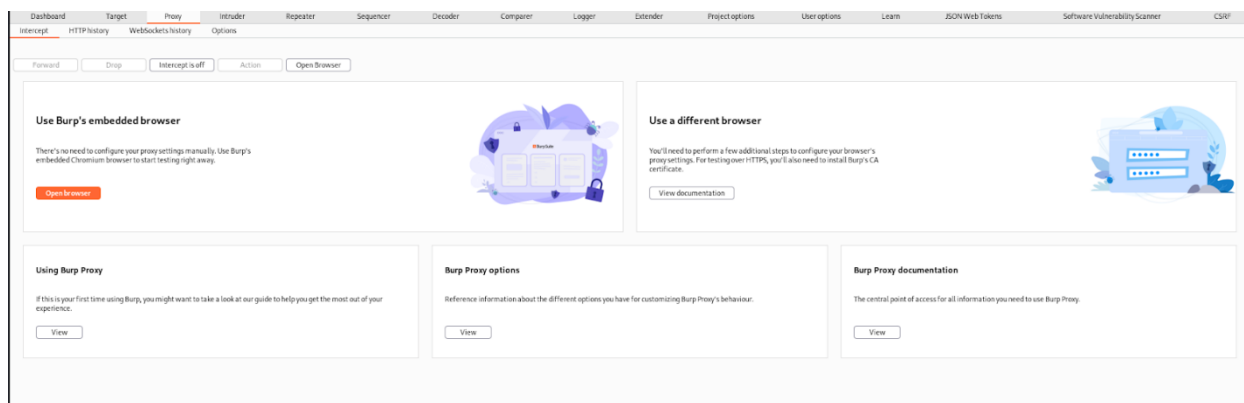 Dashboard Target Proxy Intruder Repeater Sequencer Decoder Comparer Logger Extender Project options User options Learn JSON Web Tokens Software Vulnerability Scanner CSRF
Intercept HTTP history WebSockets history Options
Forward Drop Intercept is off Action Open Browser
Use Burp's embedded browser
There's no need to configure your proxy settings manually. Use Burp's
embedded Chromium browser to start testing right away.
Open browser
BurpSuite
Use a different browser
You'll need to perform a few additional steps to configure your browser's
proxy settings. For testing over HTTPS, you'll also need to install Burp's CA
certificate.
View documentation
Using Burp Proxy
If this is your first time using Burp, you might want to take a look at our guide to help you get the most out of your
experience.
View
Burp Proxy options
Reference information about the different options you have for customizing Burp Proxy's behaviour.
View
Burp Proxy documentation
The central point of access for all information you need to use Burp Proxy.
View